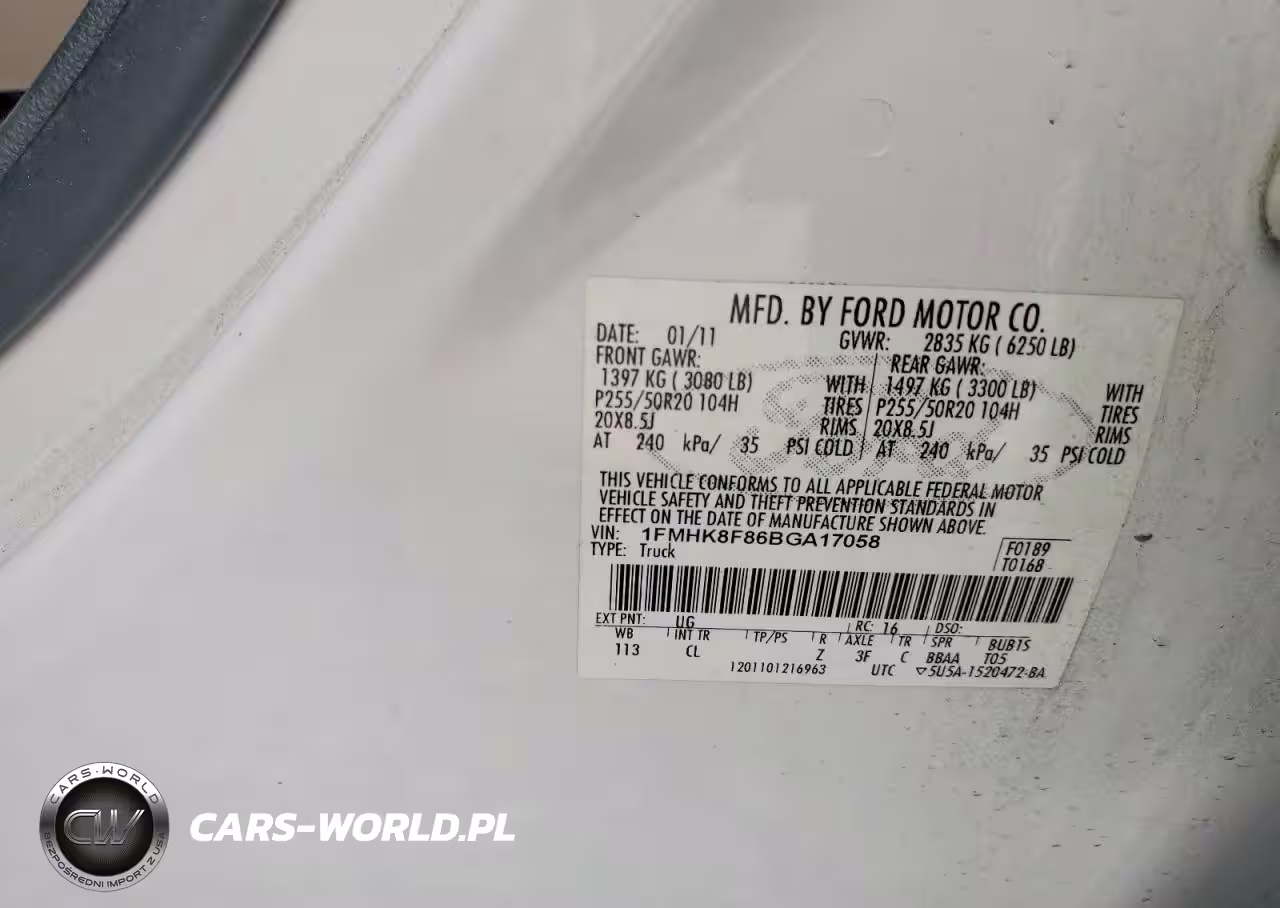 MFD. BY FORD MOTOR CO.
DATE: 01/11 GVWR: 2835 KG ( 6250 LB)
FRONT GAWR: REAR GAWR:
1397 KG ( 3080 LB) WITH 1497 KG ( 3300 LB) WITH
P255/50R20 104H TIRES P255/50R20 104H TIRES
20X8.5J RIMS 20X8.5J RIMS
AT 240 kPa/ 35 PSI COLD AT 240 kPa/ 35 PSI COLD
THIS VEHICLE CONFORMS TO ALL APPLICABLE FEDERAL MOTOR
VEHICLE SAFETY AND THEFT PREVENTION STANDARDS IN
EFFECT ON THE DATE OF MANUFACTURE SHOWN ABOVE.
VIN: 1FMHK8F86BGA17058
TYPE: Truck
F0189
T0168
EXT PNT: UG RC: 16 DSO:
WB INT TR TP/PS R AXLE TR SPR BUB1S
113 CL Z 3F C BBAA T05
1201101216963 UTC ▽5U5A-1520472-BA
CARS-WORLD
CW
BEZPOŚREDNI IMPORT Z USA
CARS-WORLD.PL